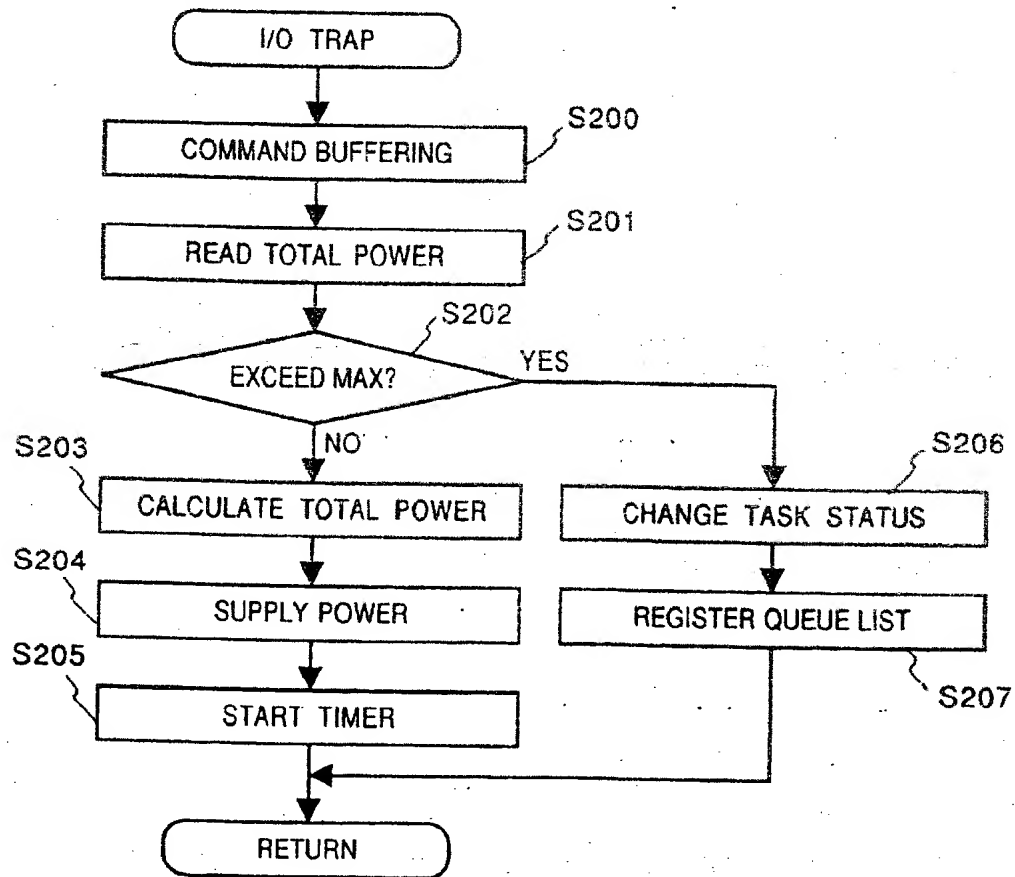 I/O TRAP
S200
COMMAND BUFFERING
S201
READ TOTAL POWER
S202
EXCEED MAX?
YES
NO
S203
CALCULATE TOTAL POWER
S206
CHANGE TASK STATUS
S204
SUPPLY POWER
REGISTER QUEUE LIST
S207
S205
START TIMER
RETURN